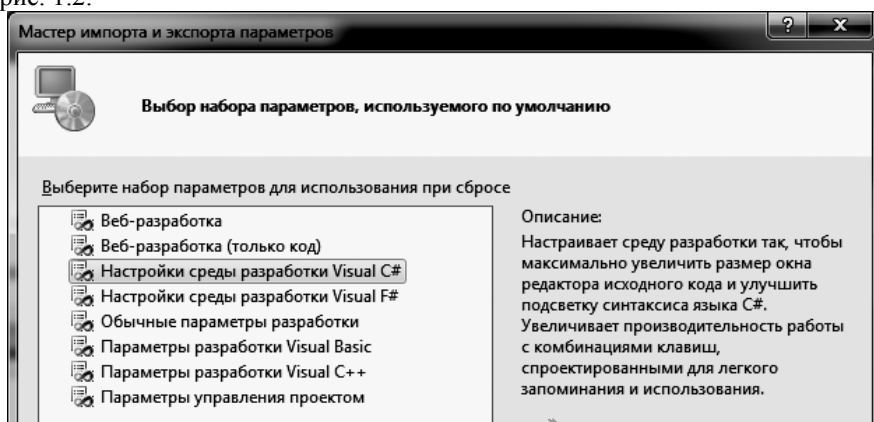 рис. 1.2.
Мастер импорта и экспорта параметров
? x
Выбор набора параметров, используемого по умолчанию
Выберите набор параметров для использования при сбросе
Веб-разработка
Веб-разработка (только код)
Настройки среды разработки Visual C#
Настройки среды разработки Visual F#
Обычные параметры разработки
Параметры разработки Visual Basic
Параметры разработки Visual C++
Параметры управления проектом
Описание:
Настраивает среду разработки так, чтобы
максимально увеличить размер окна
редактора исходного кода и улучшить
подсветку синтаксиса языка C#.
Увеличивает производительность работы
с комбинациями клавиш,
спроектированными для легкого
запоминания и использования.